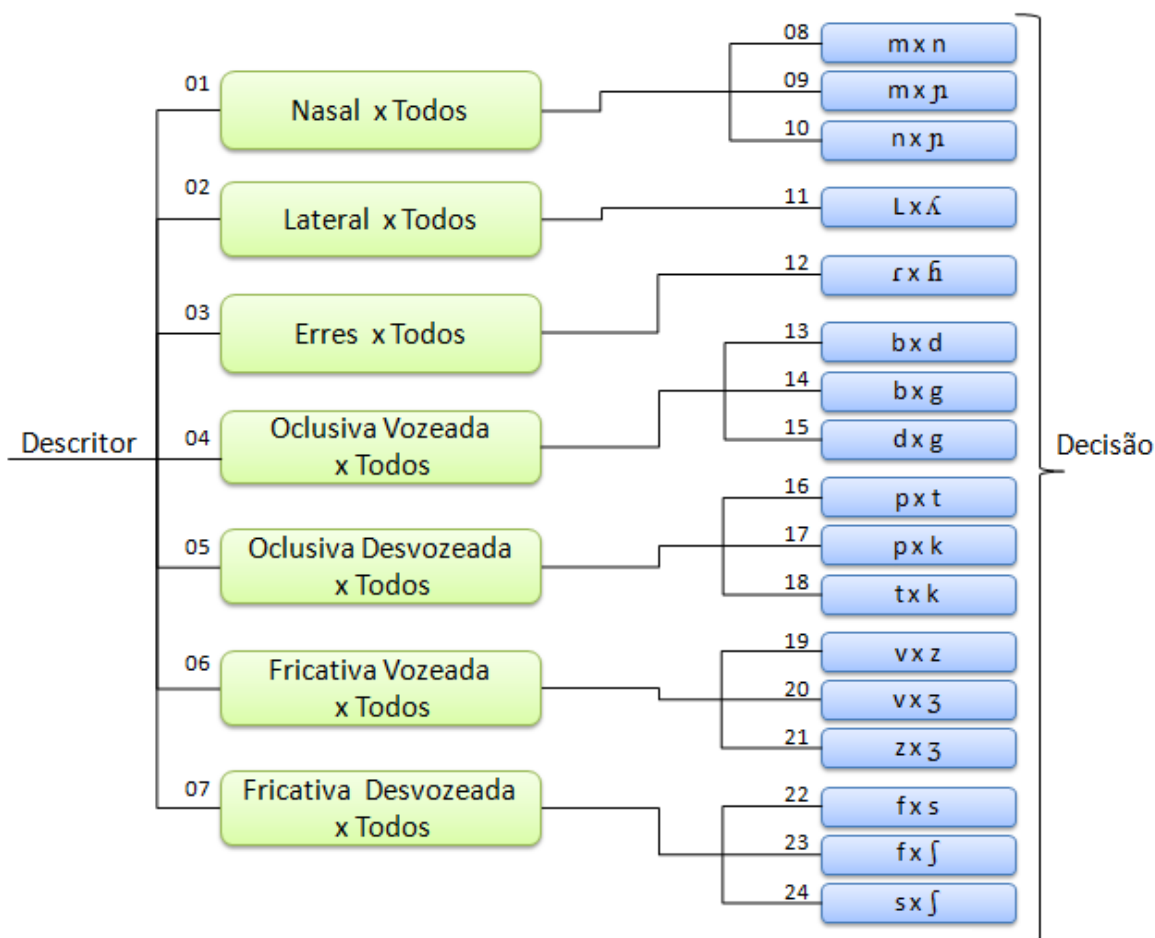 Descritor
01
Nasal x Todos
02
Lateral x Todos
03
Erres x Todos
04
Oclusiva Vozeada
x Todos
05
Oclusiva Desvozeada
x Todos
06
Fricativa Vozeada
x Todos
07
Fricativa Desvozeada
x Todos
08
m x n
09
m x ɲ
10
n x ɲ
11
L x ʎ
12
ɾ x ɦ
13
b x d
14
b x g
15
d x g
16
p x t
17
p x k
18
t x k
19
v x z
20
v x ʒ
21
z x ʒ
22
f x s
23
f x ʃ
24
s x ʃ
Decisão